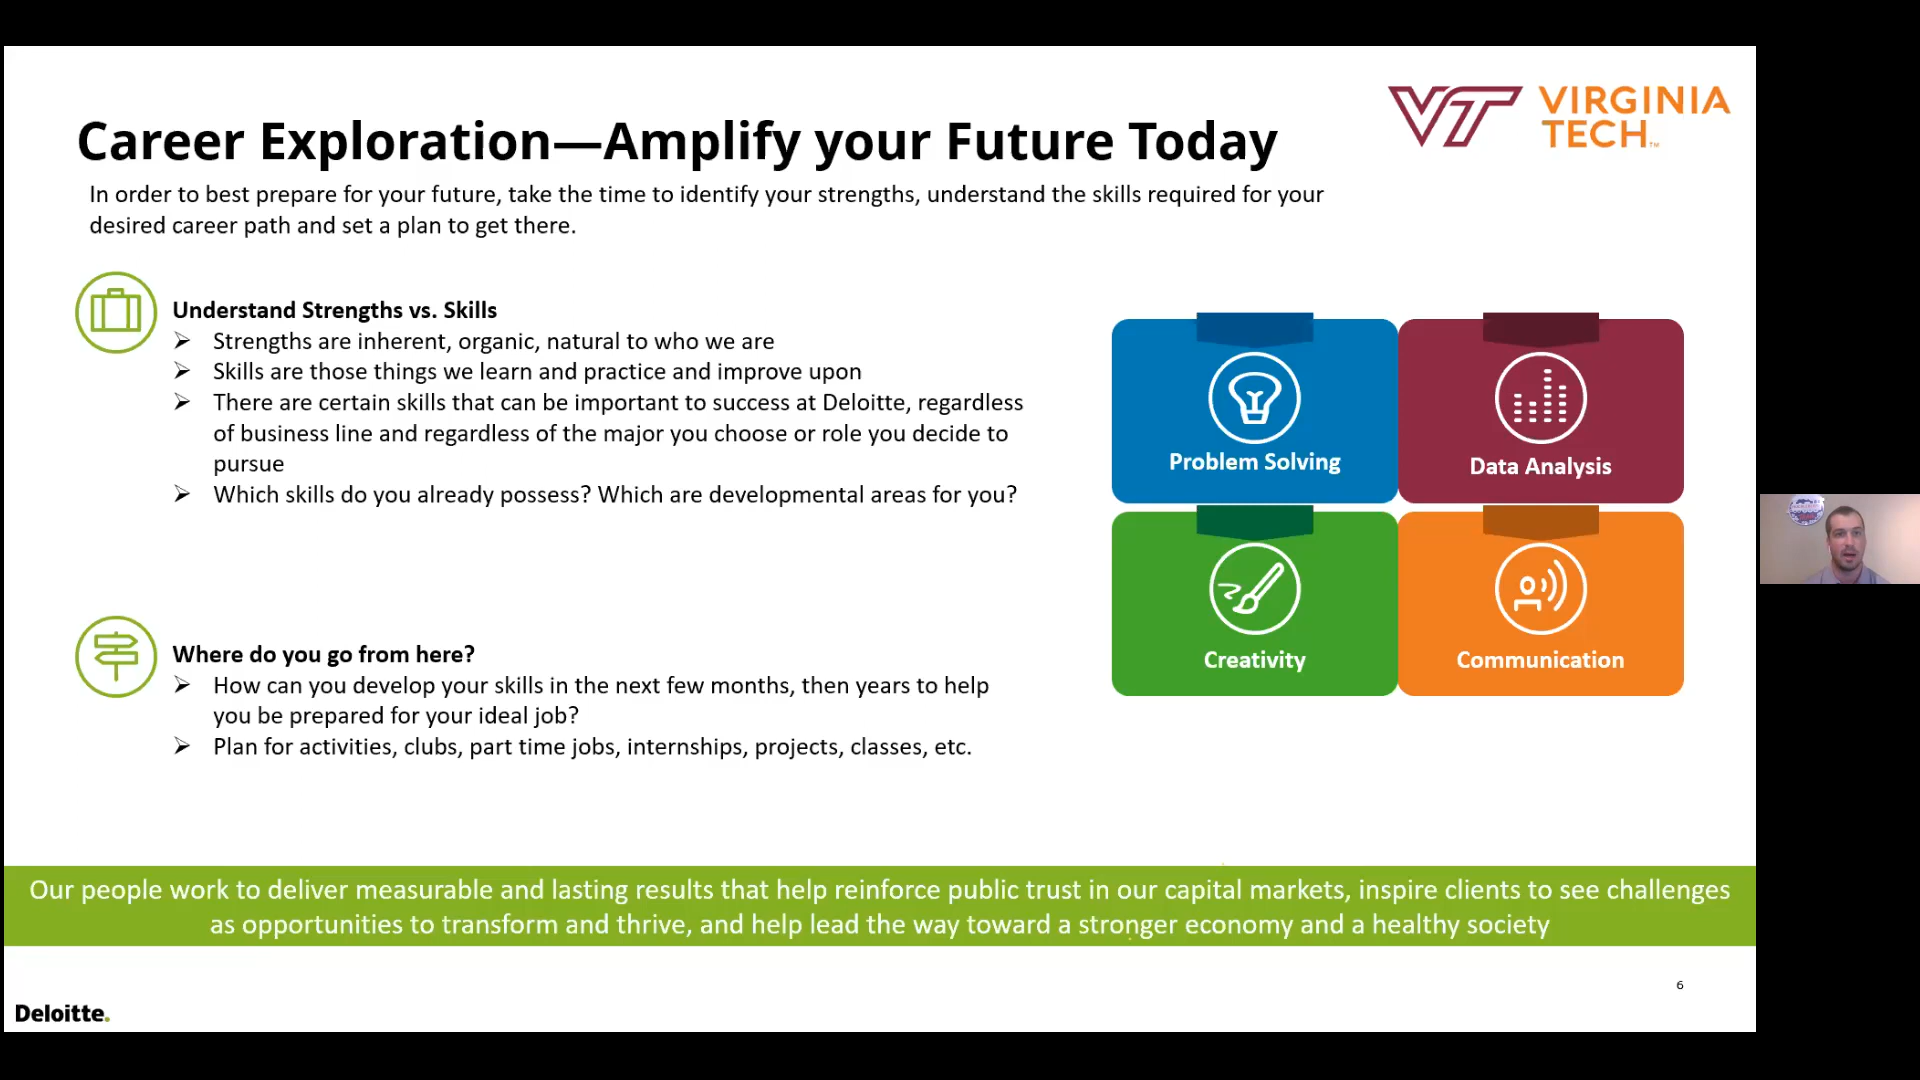 VT VIRGINIA
TECH™
Career Exploration—Amplify your Future Today
In order to best prepare for your future, take the time to identify your strengths, understand the skills required for your
desired career path and set a plan to get there.
Understand Strengths vs. Skills
➢ Strengths are inherent, organic, natural to who we are
➢ Skills are those things we learn and practice and improve upon
➢ There are certain skills that can be important to success at Deloitte, regardless
of business line and regardless of the major you choose or role you decide to
pursue
➢ Which skills do you already possess? Which are developmental areas for you?
Where do you go from here?
➢ How can you develop your skills in the next few months, then years to help
you be prepared for your ideal job?
➢ Plan for activities, clubs, part time jobs, internships, projects, classes, etc.
Problem Solving
Data Analysis
Creativity
Communication
Our people work to deliver measurable and lasting results that help reinforce public trust in our capital markets, inspire clients to see challenges
as opportunities to transform and thrive, and help lead the way toward a stronger economy and a healthy society
6
Deloitte.